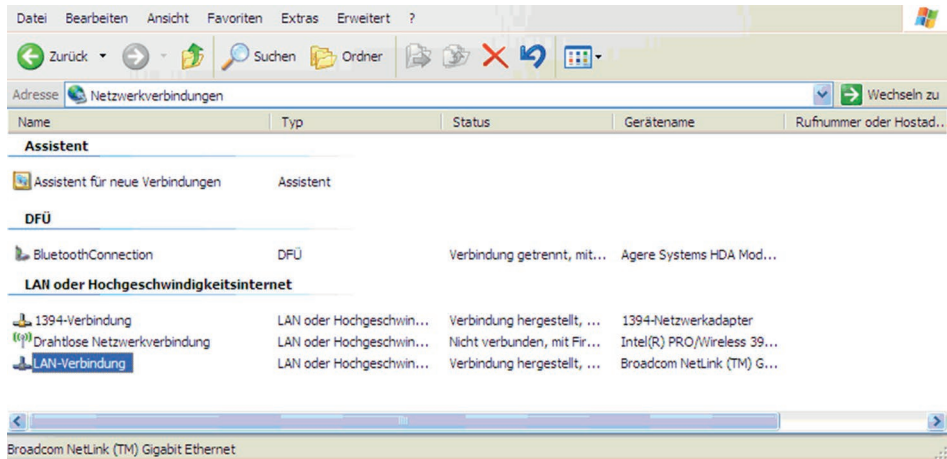 Datei Bearbeiten Ansicht Favoriten Extras Erweitert ?
Zurück Suchen Ordner
Adresse Netzwerkverbindungen Wechseln zu
Name Typ Status Gerätename Rufnummer oder Hostad...
Assistent
Assistent für neue Verbindungen Assistent
DFÜ
BluetoothConnection DFÜ Verbindung getrennt, mit... Agere Systems HDA Mod...
LAN oder Hochgeschwindigkeitsinternet
1394-Verbindung LAN oder Hochgeschwin... Verbindung hergestellt, ... 1394-Netzwerkadapter
Drahtlose Netzwerkverbindung LAN oder Hochgeschwin... Nicht verbunden, mit Fir... Intel(R) PRO/Wireless 39...
LAN-Verbindung LAN oder Hochgeschwin... Verbindung hergestellt, ... Broadcom NetLink (TM) G...
Broadcom NetLink (TM) Gigabit Ethernet